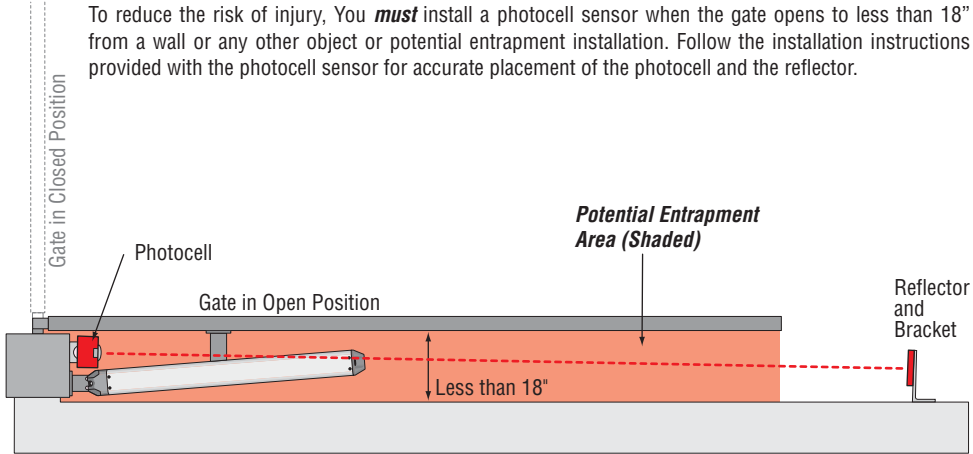 To reduce the risk of injury, You must install a photocell sensor when the gate opens to less than 18”
from a wall or any other object or potential entrapment installation. Follow the installation instructions
provided with the photocell sensor for accurate placement of the photocell and the reflector.
Gate in Closed Position
Potential Entrapment
Area (Shaded)
Photocell
Gate in Open Position
Reflector
and
Bracket
Less than 18"